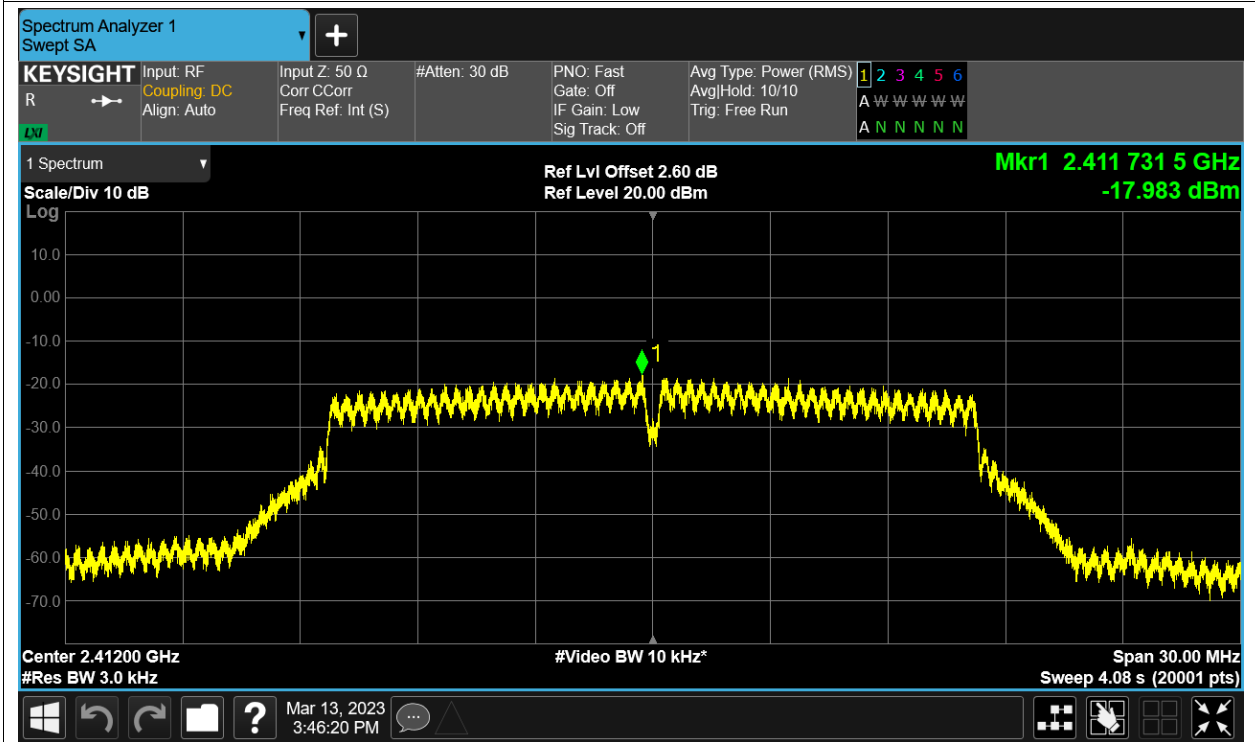 Spectrum Analyzer 1
Swept SA
KEYSIGHT
R
LXI
Input: RF
Coupling: DC
Align: Auto
Input Z: 50 Ω
Corr CCorr
Freq Ref: Int (S)
#Atten: 30 dB
PNO: Fast
Gate: Off
IF Gain: Low
Sig Track: Off
Avg Type: Power (RMS)
Avg|Hold: 10/10
Trig: Free Run
1 2 3 4 5 6
A W W W W W
A N N N N N
1 Spectrum
Scale/Div 10 dB
Log
Ref Lvl Offset 2.60 dB
Ref Level 20.00 dBm
Mkr1 2.411 731 5 GHz
-17.983 dBm
10.0
0.00
-10.0
1
-20.0
-30.0
-40.0
-50.0
-60.0
-70.0
Center 2.41200 GHz
#Res BW 3.0 kHz
#Video BW 10 kHz*
Span 30.00 MHz
Sweep 4.08 s (20001 pts)
?
Mar 13, 2023
3:46:20 PM